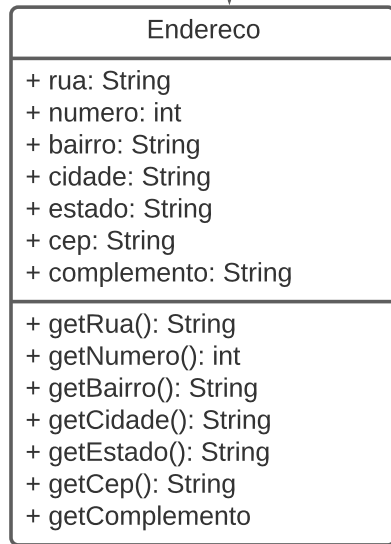 Endereco
+ rua: String
+ numero: int
+ bairro: String
+ cidade: String
+ estado: String
+ cep: String
+ complemento: String
+ getRua(): String
+ getNumero(): int
+ getBairro(): String
+ getCidade(): String
+ getEstado(): String
+ getCep(): String
+ getComplemento